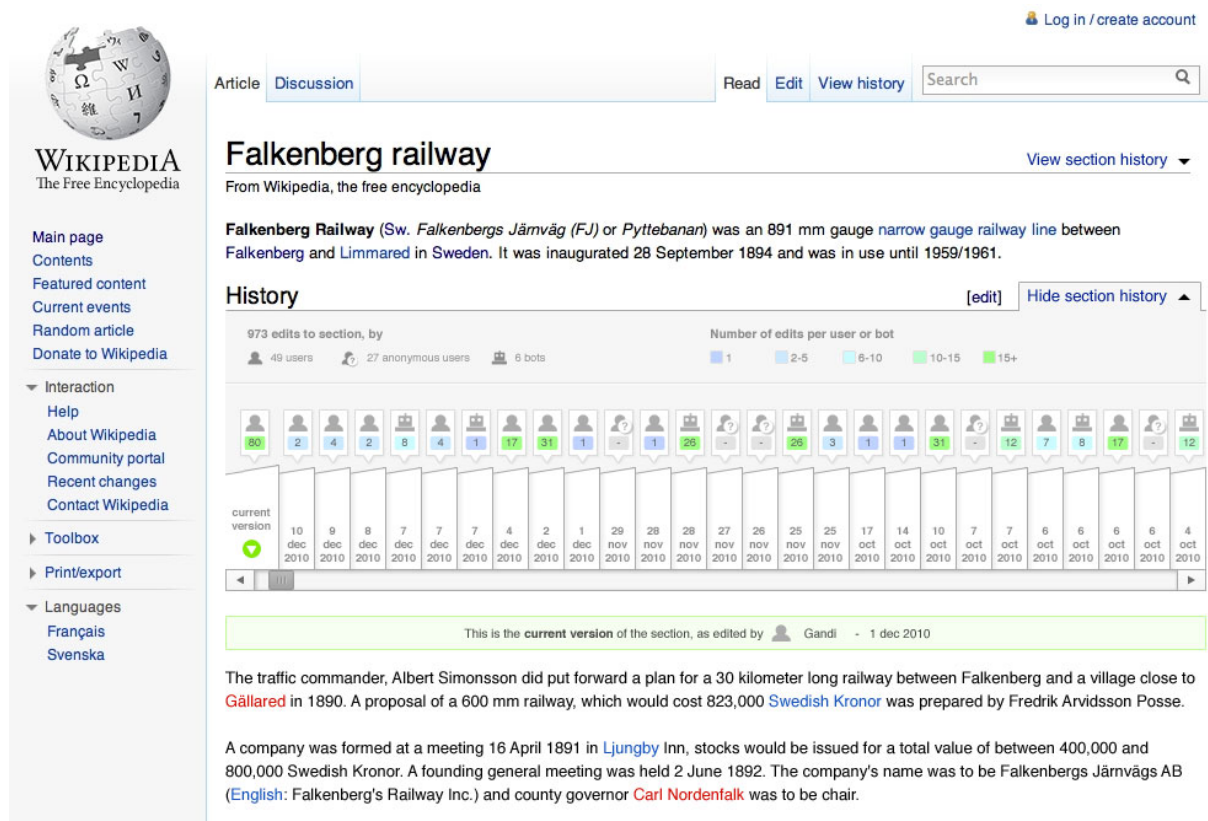 Log in / create account
Article Discussion Read Edit View history Search
WIKIPEDIA
The Free Encyclopedia
Main page
Contents
Featured content
Current events
Random article
Donate to Wikipedia
Interaction
Help
About Wikipedia
Community portal
Recent changes
Contact Wikipedia
Toolbox
Print/export
Languages
Français
Svenska
Falkenberg railway
View section history
From Wikipedia, the free encyclopedia
Falkenberg Railway (Sw. Falkenbergs Järnväg (FJ) or Pyttebanan) was an 891 mm gauge narrow gauge railway line between
Falkenberg and Limmared in Sweden. It was inaugurated 28 September 1894 and was in use until 1959/1961.
History [edit] Hide section history
973 edits to section, by Number of edits per user or bot
49 users ? 27 anonymous users 6 bots 1 2-5 6-10 10-15 15+
? ? ? ? ?
80 2 4 2 8 4 1 17 31 1 - 1 26 - - 26 3 1 1 31 - 12 7 8 17 - 12
current
version 10 9 8 7 7 7 4 2 1 29 28 28 27 26 25 25 17 14 10 7 7 6 6 6 6 4
dec dec dec dec dec dec dec dec dec nov nov nov nov nov nov nov oct oct oct oct oct oct oct oct oct oct
2010 2010 2010 2010 2010 2010 2010 2010 2010 2010 2010 2010 2010 2010 2010 2010 2010 2010 2010 2010 2010 2010 2010 2010 2010 2010
This is the current version of the section, as edited by Gandi - 1 dec 2010
The traffic commander, Albert Simonsson did put forward a plan for a 30 kilometer long railway between Falkenberg and a village close to
Gällared in 1890. A proposal of a 600 mm railway, which would cost 823,000 Swedish Kronor was prepared by Fredrik Arvidsson Posse.
A company was formed at a meeting 16 April 1891 in Ljungby Inn, stocks would be issued for a total value of between 400,000 and
800,000 Swedish Kronor. A founding general meeting was held 2 June 1892. The company's name was to be Falkenbergs Järnvägs AB
(English: Falkenberg's Railway Inc.) and county governor Carl Nordenfalk was to be chair.